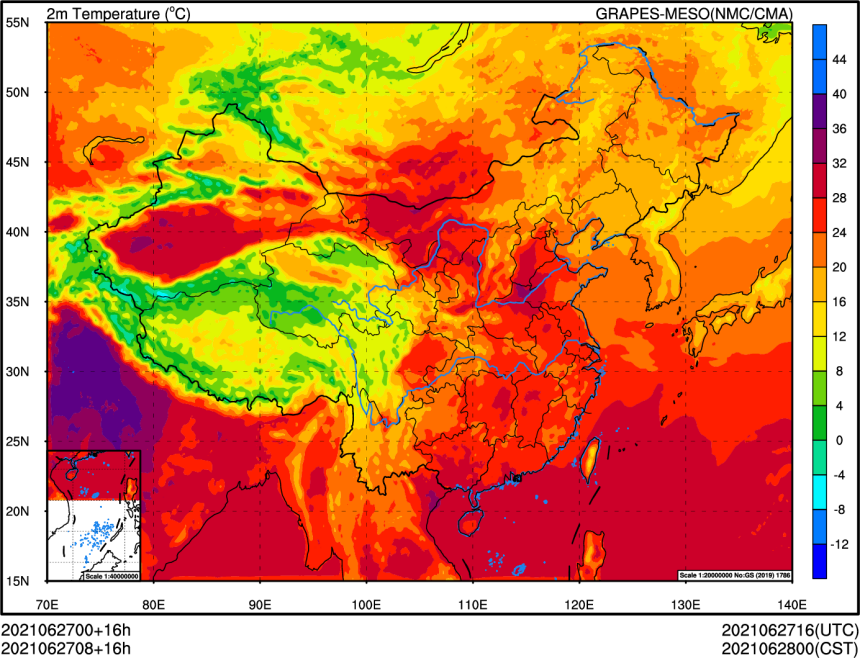 2m Temperature (°C) GRAPES-MESO(NMC/CMA)
55N
50N
45N
40N
35N
30N
25N
20N
15N
44
40
36
32
28
24
20
16
12
8
4
0
-4
-8
-12
Scale 1:40000000
Scale 1:20000000 No:GS (2019) 1786
70E 80E 90E 100E 110E 120E 130E 140E
2021062700+16h 2021062716(UTC)
2021062708+16h 2021062800(CST)